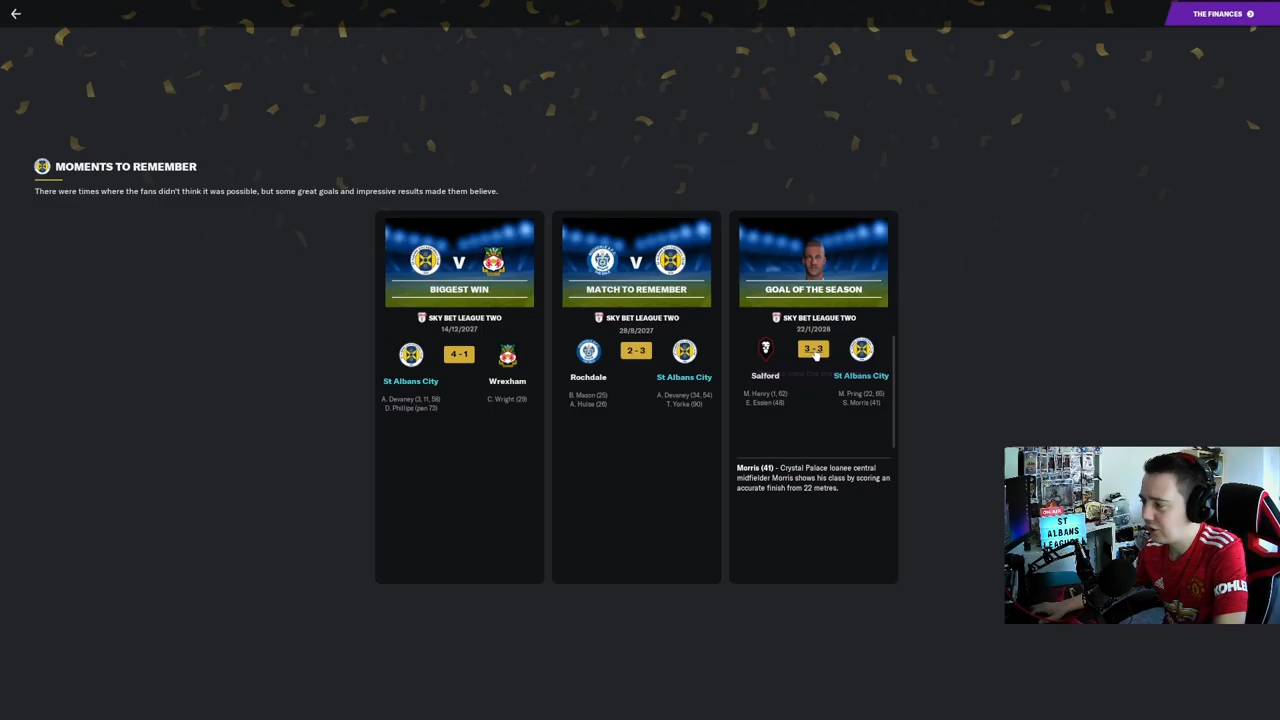 THE FINANCES
MOMENTS TO REMEMBER
There were times where the fans didn't think it was possible, but some great goals and impressive results made them believe.
V
BIGGEST WIN
SKY BET LEAGUE TWO
14/12/2027
4 - 1
St Albans City
Wrexham
A. Devaney (3, 11, 58)
D. Phillips (pen 73)
C. Wright (29)
V
MATCH TO REMEMBER
SKY BET LEAGUE TWO
28/8/2027
2 - 3
Rochdale
St Albans City
B. Mason (25)
A. Hulse (26)
A. Devaney (34, 54)
T. Yorke (90)
GOAL OF THE SEASON
SKY BET LEAGUE TWO
22/1/2028
3 - 3
Salford
St Albans City
M. Henry (1, 62)
E. Essien (48)
M. Pring (22, 65)
S. Morris (41)
Morris (41) - Crystal Palace loanee central
midfielder Morris shows his class by scoring an
accurate finish from 22 metres.
ON AIR
ST
ALBANS
LEAGUE
KOHLE